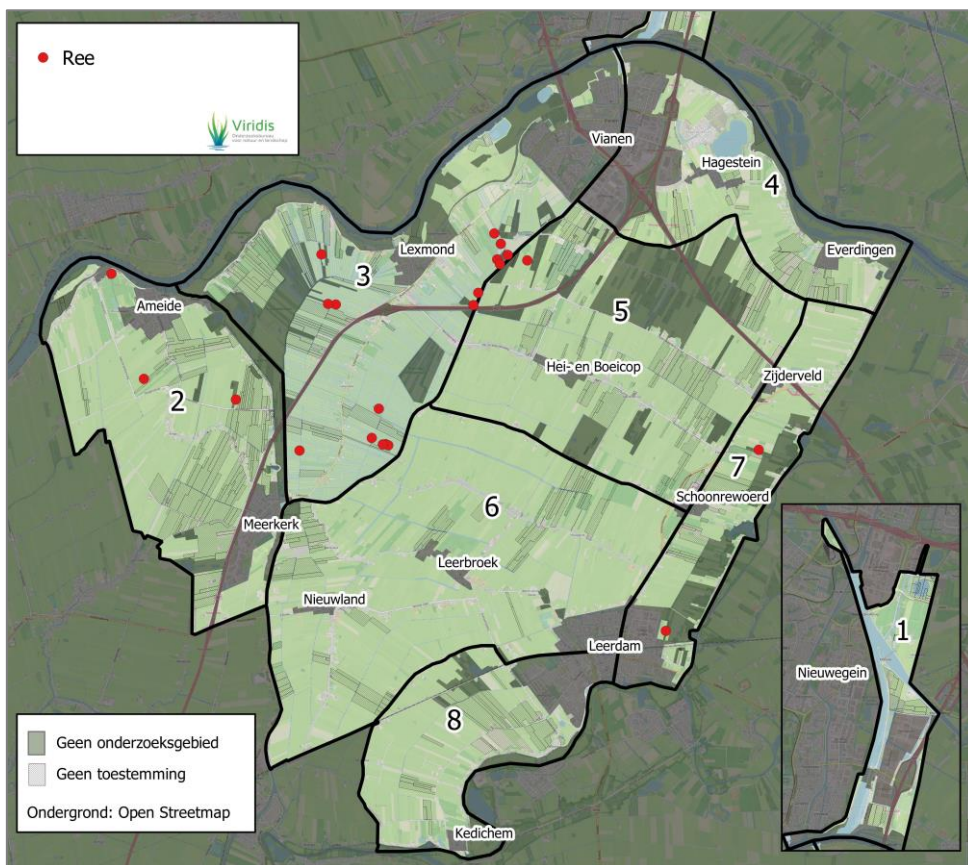 Ree
Viridis
Vianen
Hagestein
4
Everdingen
Lexmond
3
Ameide
5
Hei- en Boeicop
Zijderveld
2
7
Schoonrewoerd
6
Meerkerk
Leerbroek
Nieuwland
Leerdam
1
Nieuwegein
8
Kedichem
Geen onderzoeksgebied
Geen toestemming
Ondergrond: Open Streetmap